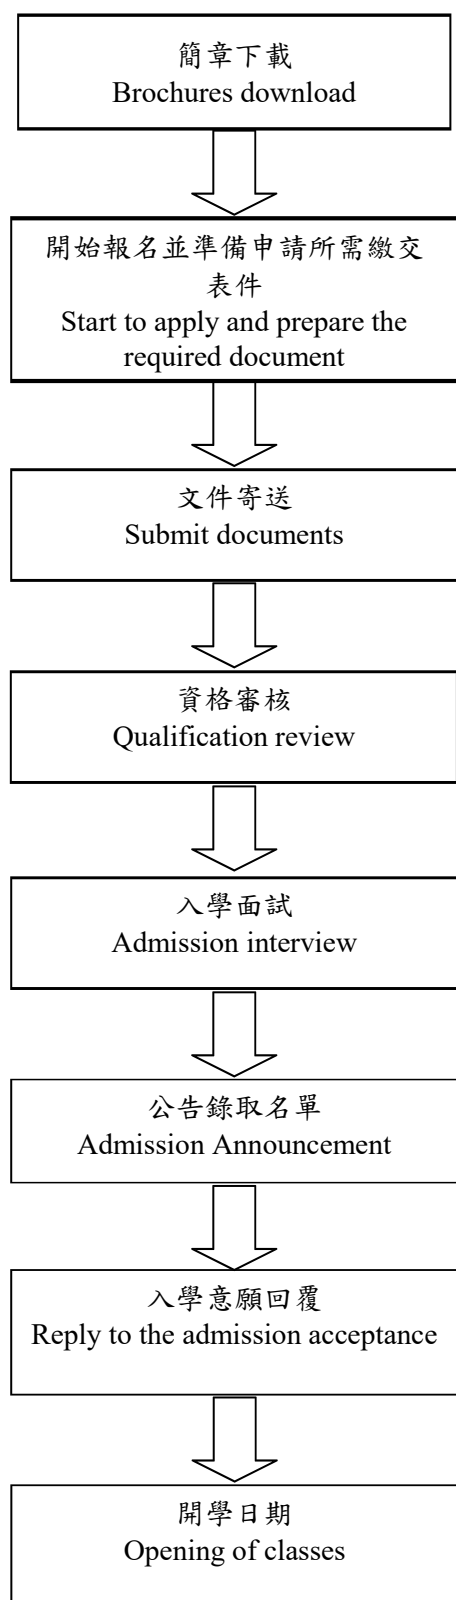 簡章下載
Brochures download
開始報名並準備申請所需繳交
表件
Start to apply and prepare the
required document
文件寄送
Submit documents
資格審核
Qualification review
入學面試
Admission interview
公告錄取名單
Admission Announcement
入學意願回覆
Reply to the admission acceptance
開學日期
Opening of classes